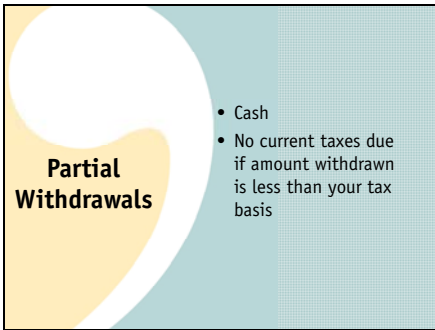 Partial
Withdrawals
• Cash
• No current taxes due
if amount withdrawn
is less than your tax
basis